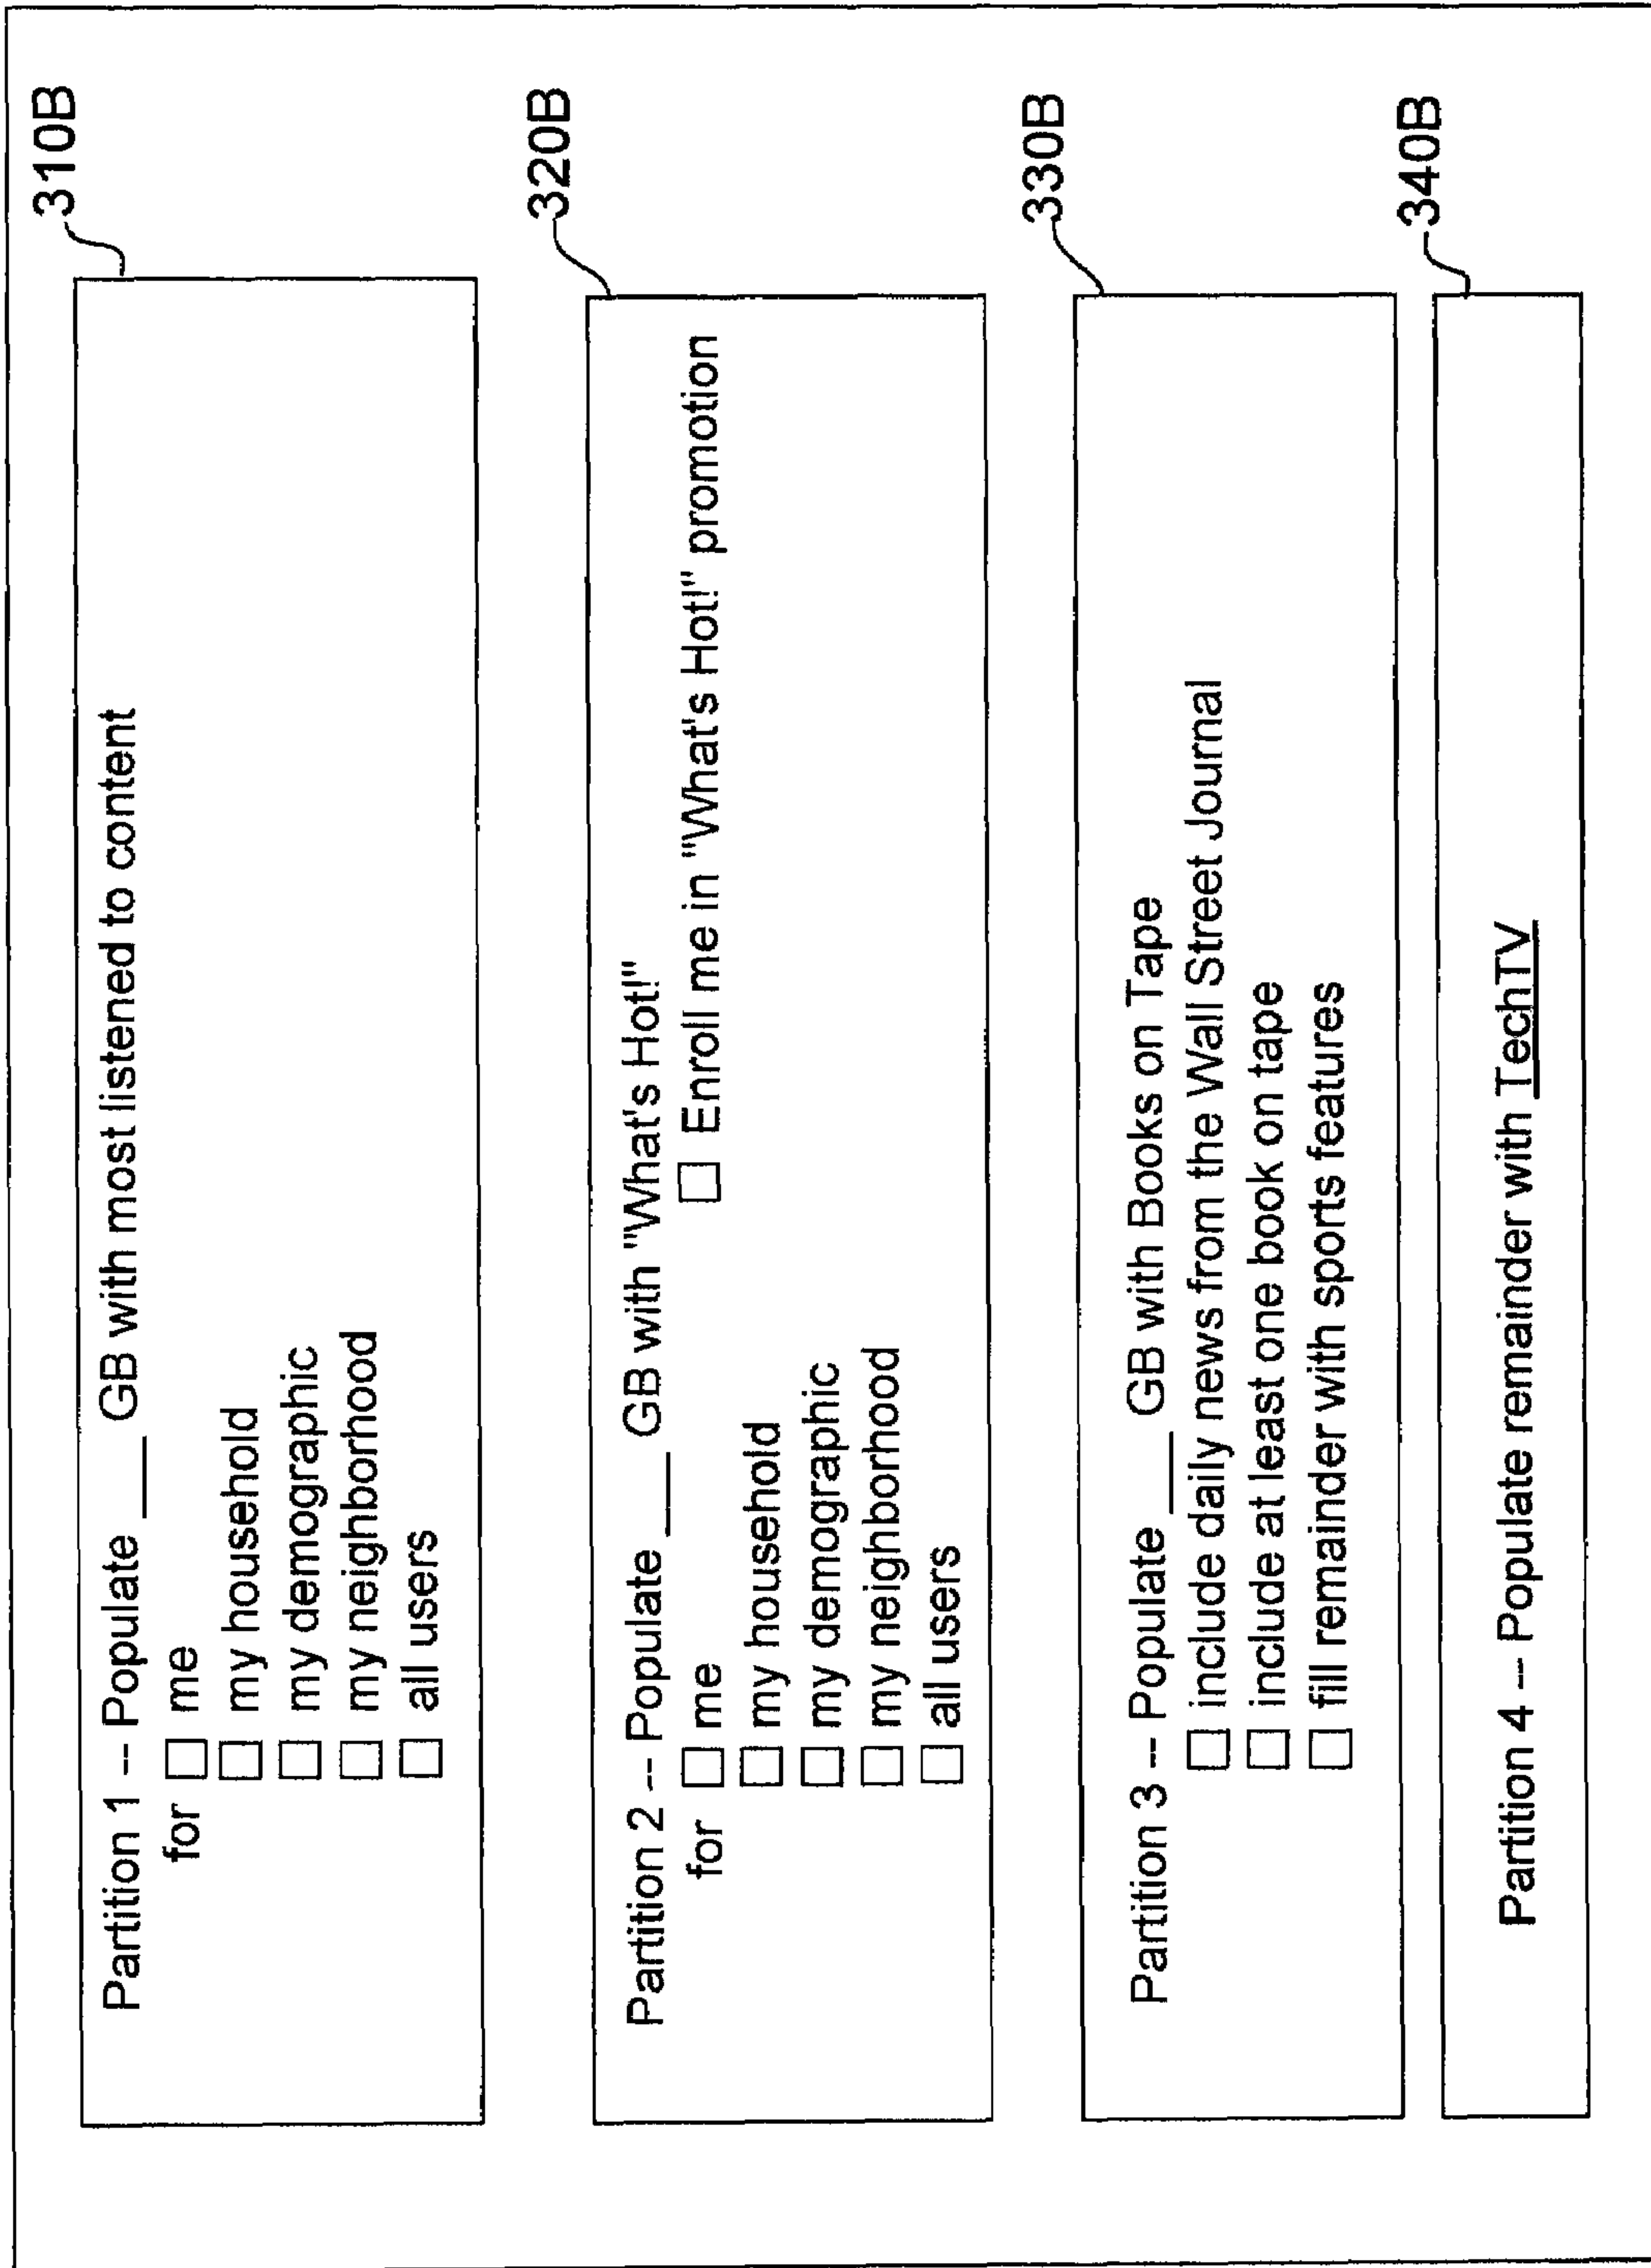 310B
Partition 1 -- Populate ___ GB with most listened to content
for □ me
□ my household
□ my demographic
□ my neighborhood
□ all users
320B
Partition 2 -- Populate ___ GB with "What's Hot!"
for □ me □ Enroll me in "What's Hot!" promotion
□ my household
□ my demographic
□ my neighborhood
□ all users
330B
Partition 3 -- Populate ___ GB with Books on Tape
□ include daily news from the Wall Street Journal
□ include at least one book on tape
□ fill remainder with sports features
340B
Partition 4 -- Populate remainder with TechTV